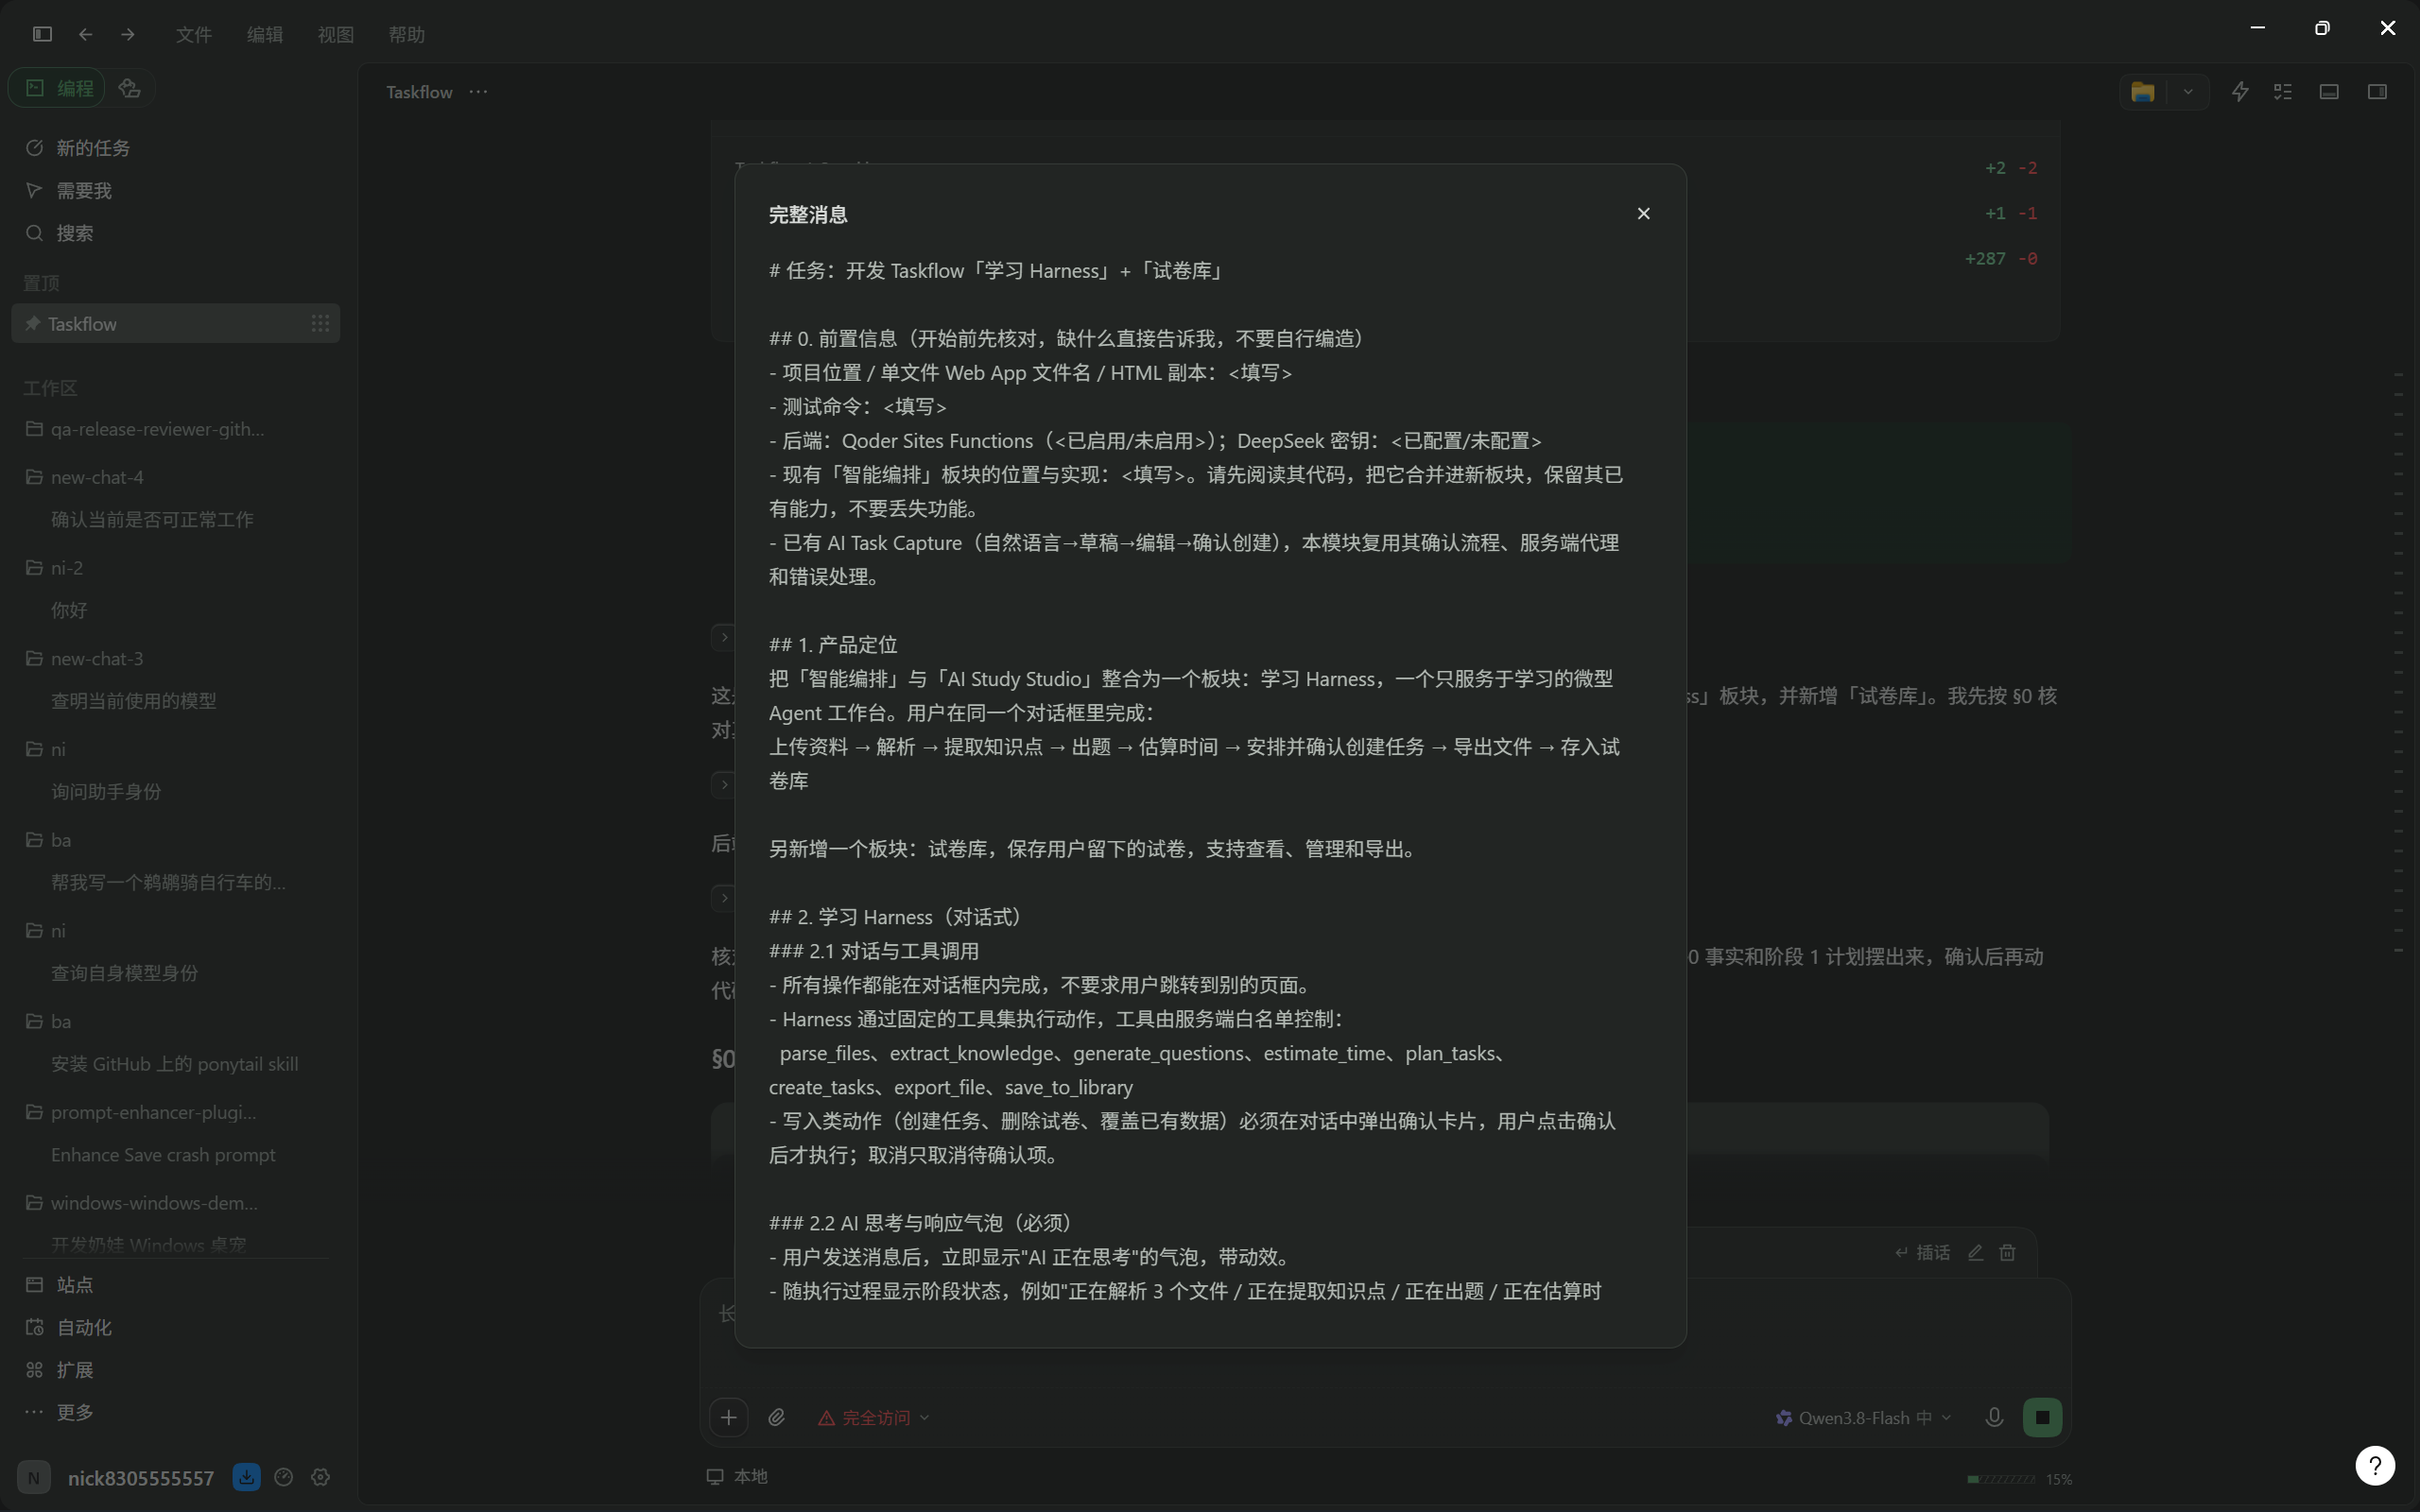 文件 编辑 视图 帮助
编程
新的任务
需要我
搜索
置顶
Taskflow
工作区
qa-release-reviewer-gith...
new-chat-4
确认当前是否可正常工作
ni-2
你好
new-chat-3
查明当前使用的模型
ni
询问助手身份
ba
帮我写一个鹈鹕骑自行车的...
ni
查询自身模型身份
ba
安装 GitHub 上的 ponytail skill
prompt-enhancer-plugi...
Enhance Save crash prompt
windows-windows-dem...
开发奶娃 Windows 桌宠
站点
自动化
扩展
更多
N nick8305555557
Taskflow ···
+2 -2
+1 -1
+287 -0
完整消息
# 任务：开发 Taskflow「学习 Harness」+「试卷库」
## 0. 前置信息（开始前先核对，缺什么直接告诉我，不要自行编造）
- 项目位置 / 单文件 Web App 文件名 / HTML 副本：<填写>
- 测试命令：<填写>
- 后端：Qoder Sites Functions（<已启用/未启用>）；DeepSeek 密钥：<已配置/未配置>
- 现有「智能编排」板块的位置与实现：<填写>。请先阅读其代码，把它合并进新板块，保留其已
有能力，不要丢失功能。
- 已有 AI Task Capture（自然语言→草稿→编辑→确认创建），本模块复用其确认流程、服务端代理
和错误处理。
## 1. 产品定位
把「智能编排」与「AI Study Studio」整合为一个板块：学习 Harness，一个只服务于学习的微型
Agent 工作台。用户在同一个对话框里完成：
上传资料 → 解析 → 提取知识点 → 出题 → 估算时间 → 安排并确认创建任务 → 导出文件 → 存入试
卷库
另新增一个板块：试卷库，保存用户留下的试卷，支持查看、管理和导出。
## 2. 学习 Harness（对话式）
### 2.1 对话与工具调用
- 所有操作都能在对话框内完成，不要求用户跳转到别的页面。
- Harness 通过固定的工具集执行动作，工具由服务端白名单控制：
parse_files、extract_knowledge、generate_questions、estimate_time、plan_tasks、
create_tasks、export_file、save_to_library
- 写入类动作（创建任务、删除试卷、覆盖已有数据）必须在对话中弹出确认卡片，用户点击确认
后才执行；取消只取消待确认项。
### 2.2 AI 思考与响应气泡（必须）
- 用户发送消息后，立即显示"AI 正在思考"的气泡，带动效。
- 随执行过程显示阶段状态，例如"正在解析 3 个文件 / 正在提取知识点 / 正在出题 / 正在估算时
」板块，并新增「试卷库」。我先按 §0 核
对
后
核
0 事实和阶段 1 计划摆出来，确认后再动
§0
插话
长
完全访问
Qwen3.8-Flash 中
本地
15%
?